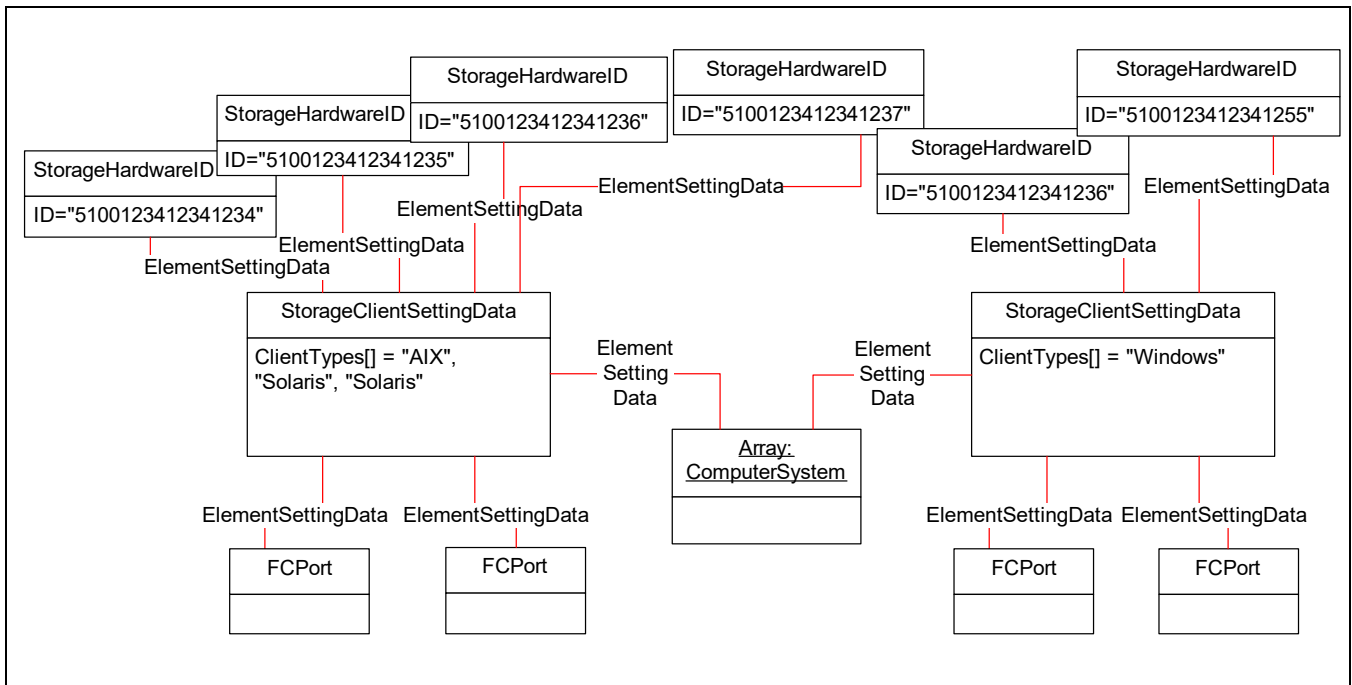 StorageHardwareID
ID="5100123412341234"
StorageHardwareID
ID="5100123412341235"
StorageHardwareID
ID="5100123412341236"
StorageHardwareID
ID="5100123412341237"
StorageHardwareID
ID="5100123412341236"
StorageHardwareID
ID="5100123412341255"
ElementSettingData
ElementSettingData
ElementSettingData
ElementSettingData
ElementSettingData
ElementSettingData
StorageClientSettingData
ClientTypes[] = "AIX",
"Solaris", "Solaris"
Element
Setting
Data
Array:
ComputerSystem
Element
Setting
Data
StorageClientSettingData
ClientTypes[] = "Windows"
ElementSettingData
ElementSettingData
ElementSettingData
ElementSettingData
FCPort
FCPort
FCPort
FCPort